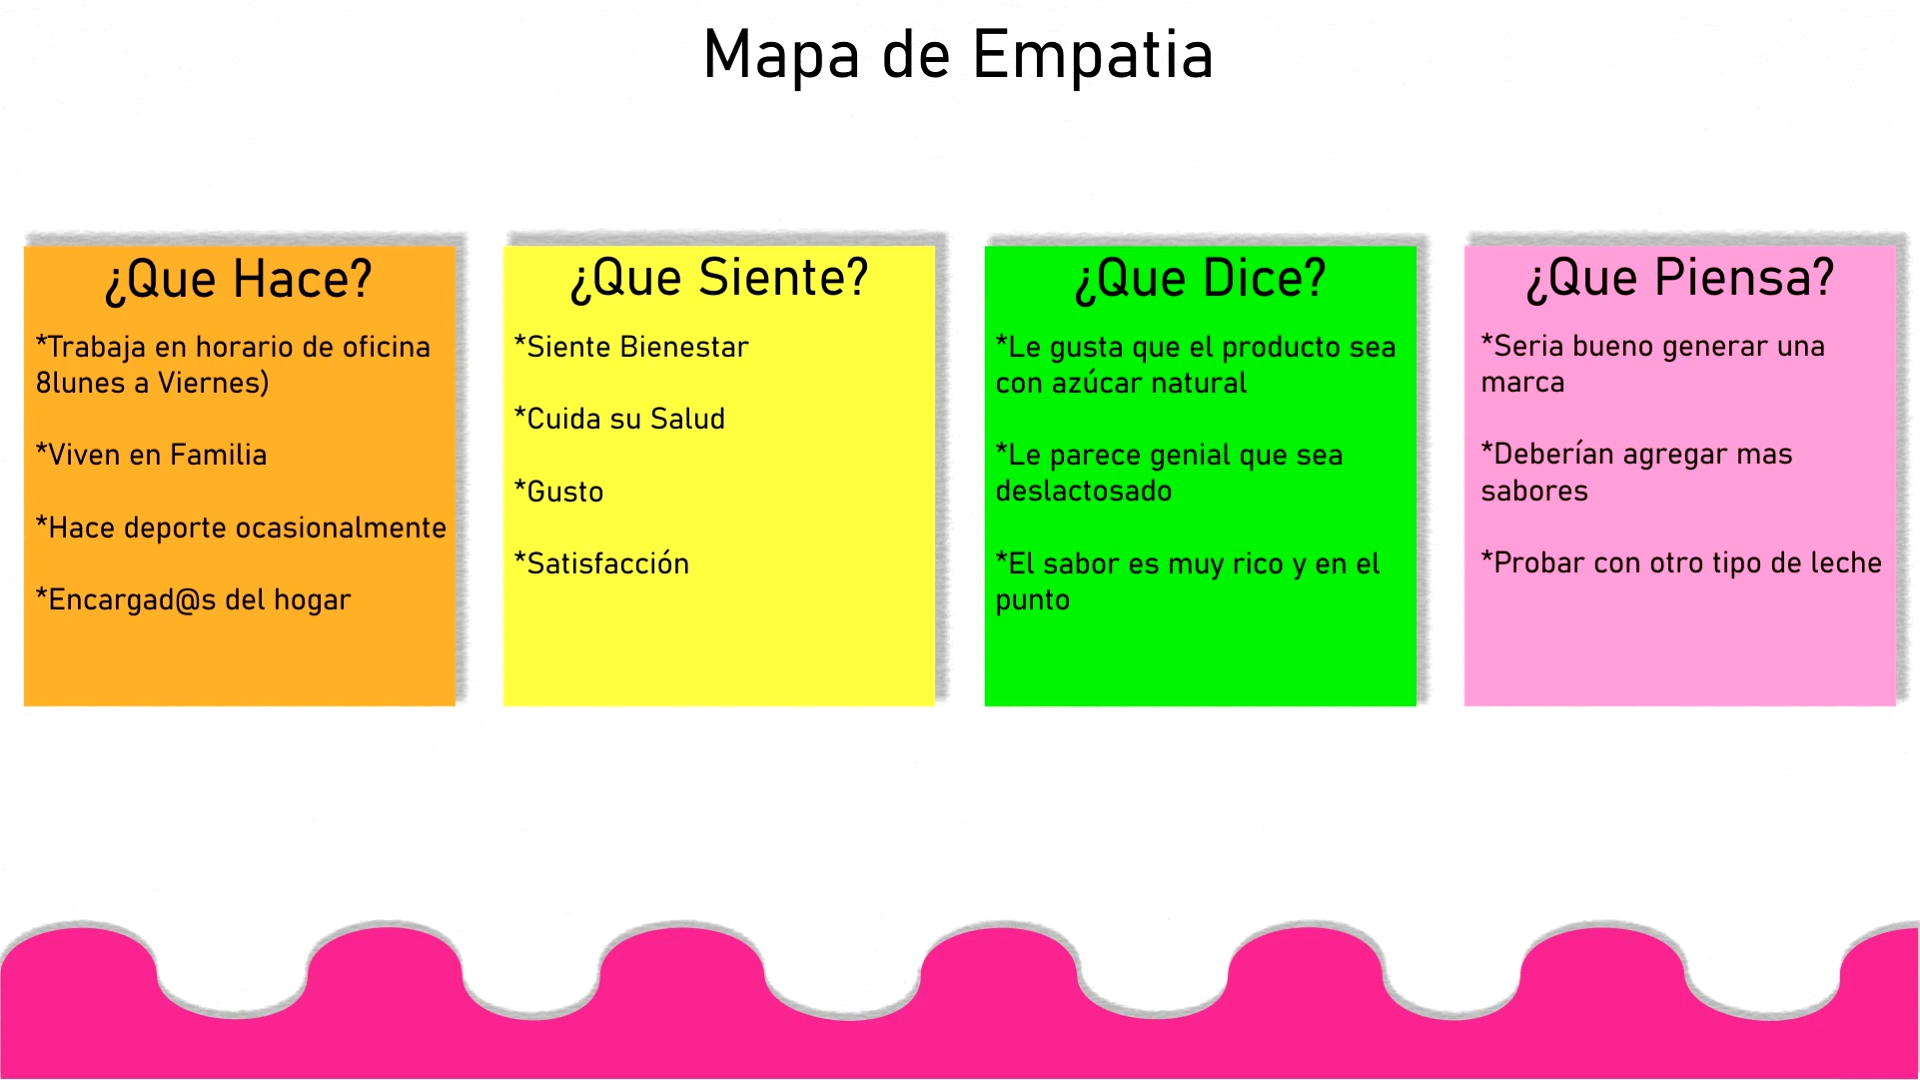 Mapa de Empatia
¿Que Hace?
*Trabaja en horario de oficina
8lunes a Viernes)
*Viven en Familia
*Hace deporte ocasionalmente
*Encargad@s del hogar
¿Que Siente?
*Siente Bienestar
*Cuida su Salud
*Gusto
*Satisfacción
¿Que Dice?
*Le gusta que el producto sea
con azúcar natural
*Le parece genial que sea
deslactosado
*El sabor es muy rico y en el
punto
¿Que Piensa?
*Seria bueno generar una
marca
*Deberían agregar mas
sabores
*Probar con otro tipo de leche